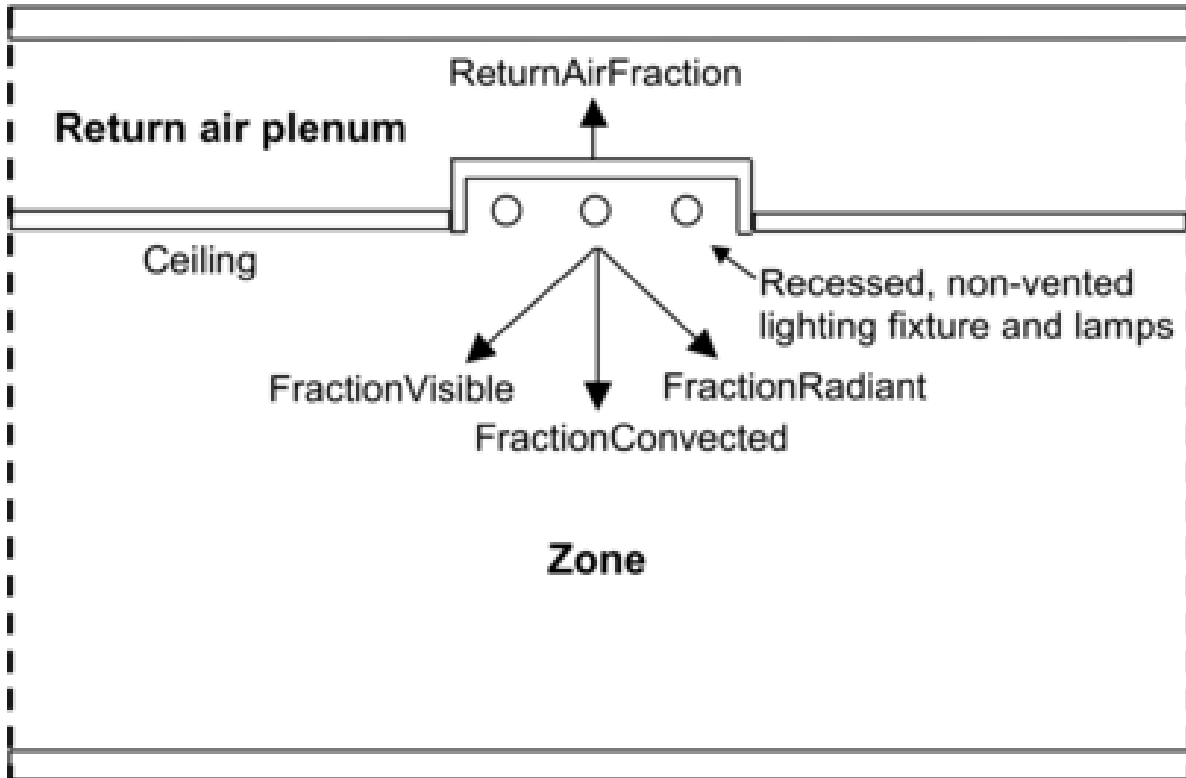 ReturnAirFraction
Return air plenum
Ceiling
Recessed, non-vented
lighting fixture and lamps
FractionVisible
FractionRadiant
FractionConvected
Zone